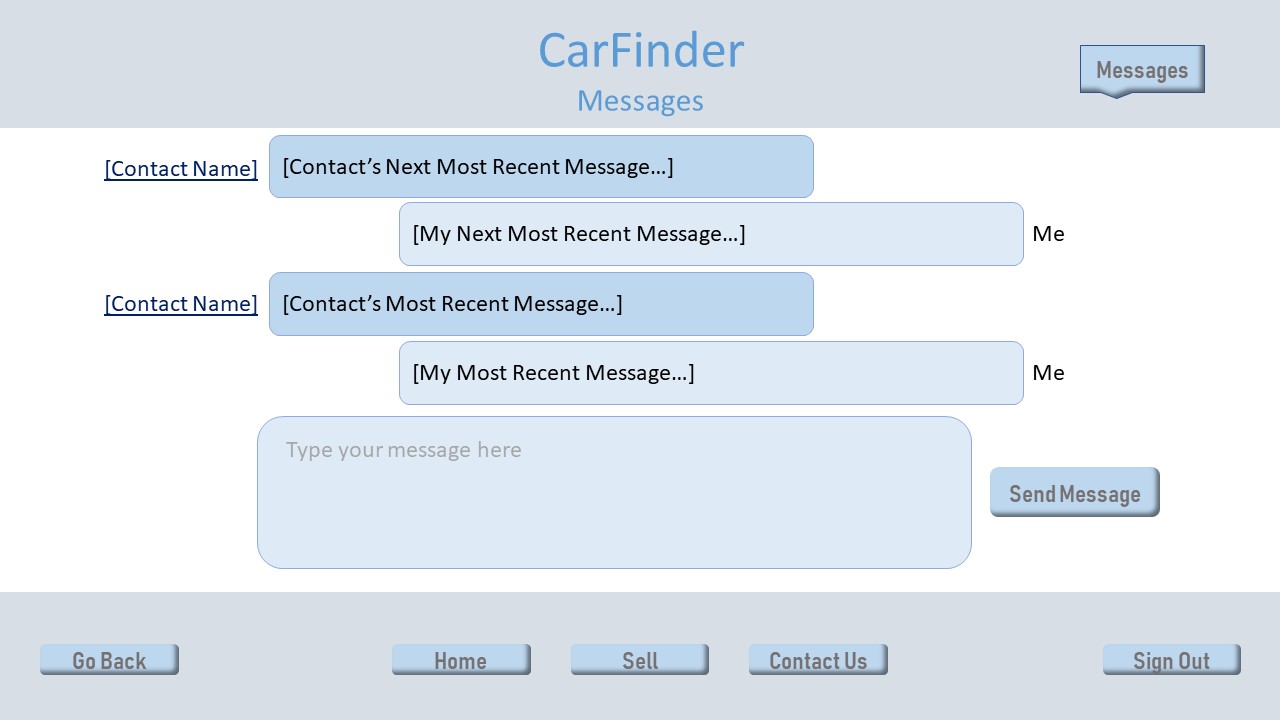 CarFinder
Messages
Messages
[Contact Name]
[Contact’s Next Most Recent Message…]
[My Next Most Recent Message…]
Me
[Contact Name]
[Contact’s Most Recent Message…]
[My Most Recent Message…]
Me
Type your message here
Send Message
Go Back
Home
Sell
Contact Us
Sign Out